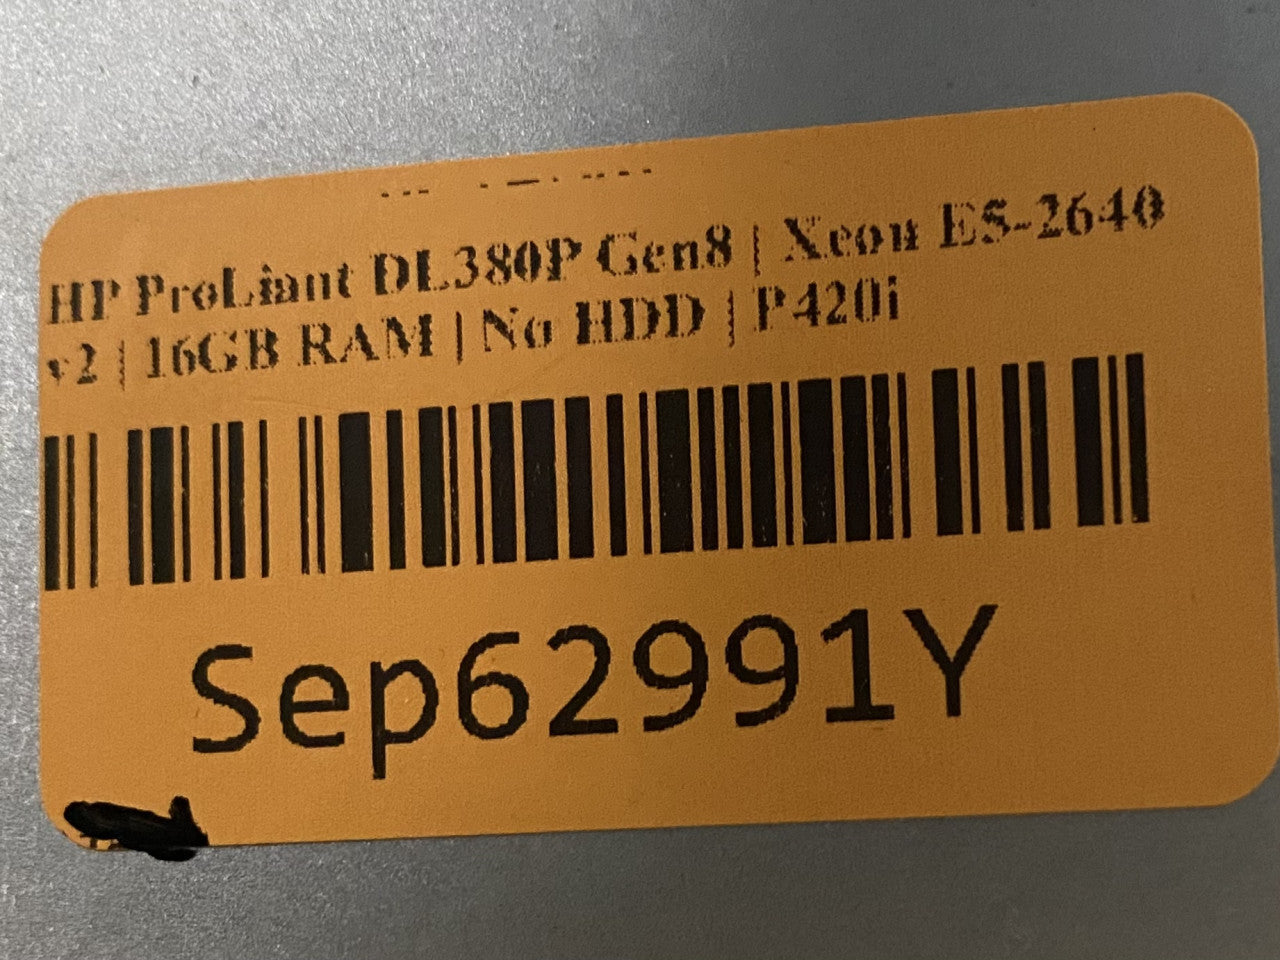 HP ProLiant DL380P Gen8 | Xeon E5-2640
v2 | 16GB RAM | No HDD | P420i
Sep62991Y